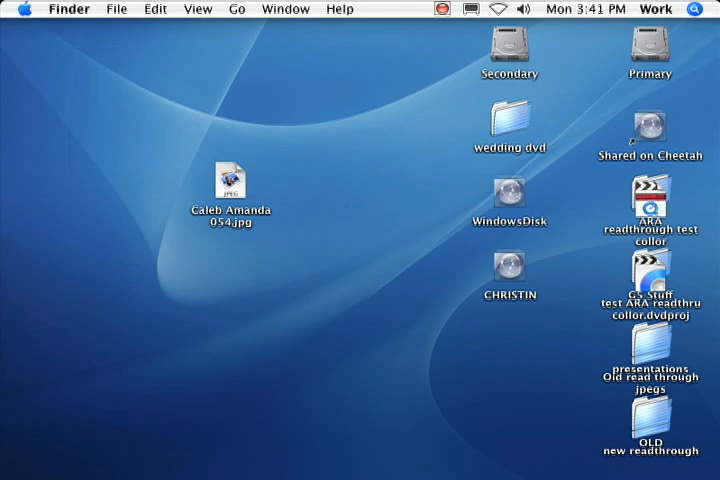 Finder File Edit View Go Window Help Mon 3:41 PM Work
Secondary
Primary
wedding dvd
Shared on Cheetah
JPEG
Caleb Amanda
054.jpg
WindowsDisk
ARA
readthrough test
collor
CHRISTIN
G5 Stuff
test ARA readthru
collor.dvdproj
presentations
Old read through
jpegs
OLD
new readthrough